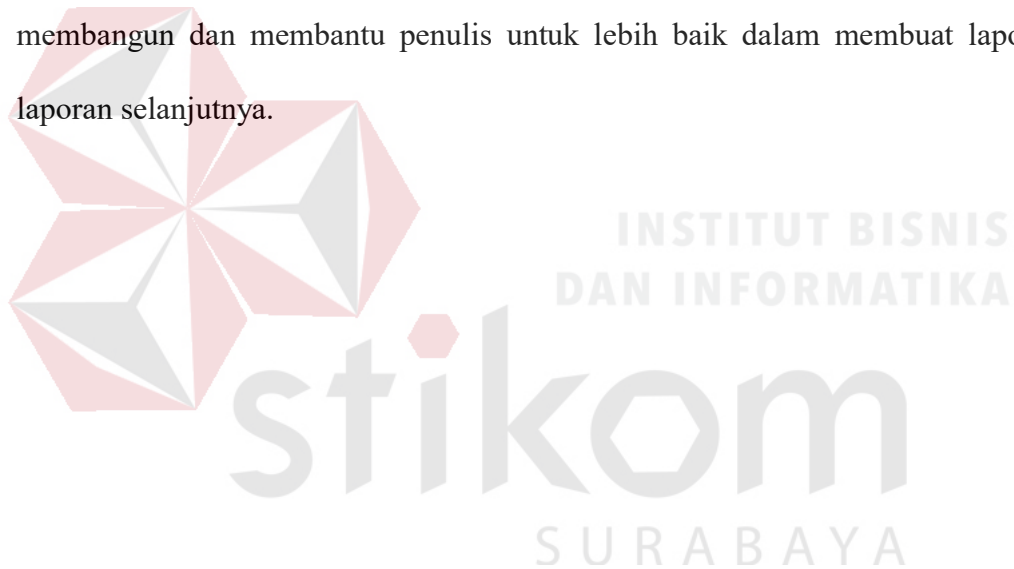 membangun dan membantu penulis untuk lebih baik dalam membuat lapo
laporan selanjutnya.
INSTITUT BISNIS
DAN INFORMATIKA
stikom
SURABAYA